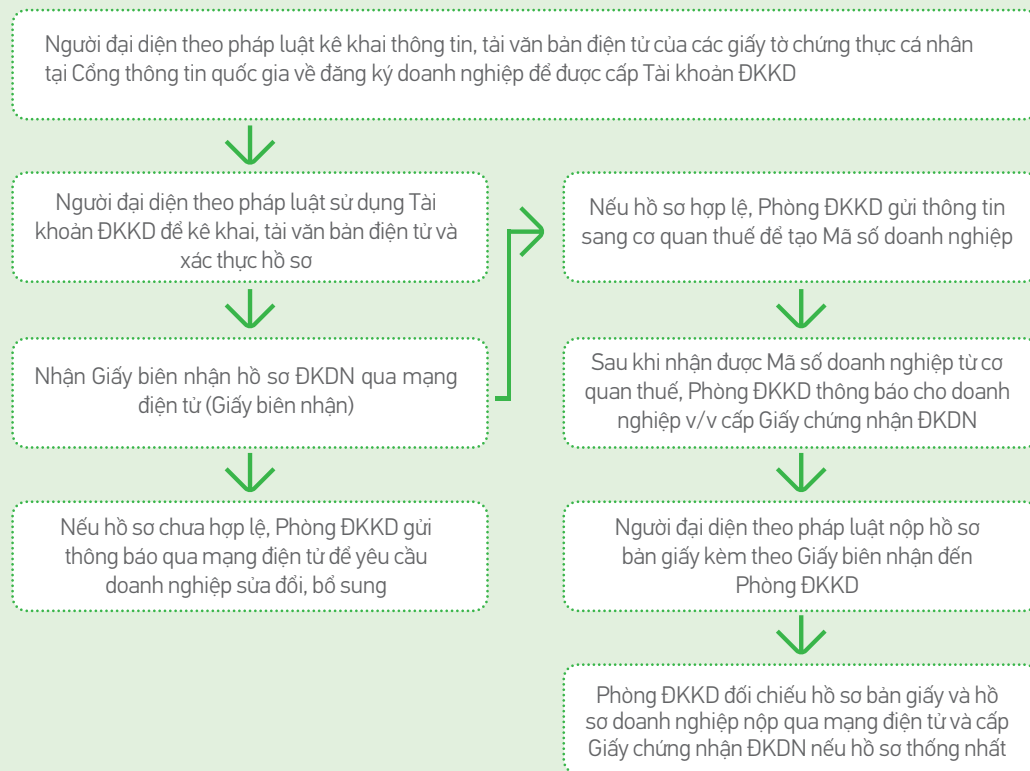 Người đại diện theo pháp luật kê khai thông tin, tải văn bản điện tử của các giấy tờ chứng thực cá nhân
tại Cổng thông tin quốc gia về đăng ký doanh nghiệp để được cấp Tài khoản ĐKKD
Người đại diện theo pháp luật sử dụng Tài
khoản ĐKKD để kê khai, tải văn bản điện tử và
xác thực hồ sơ
Nhận Giấy biên nhận hồ sơ ĐKDN qua mạng
điện tử (Giấy biên nhận)
Nếu hồ sơ chưa hợp lệ, Phòng ĐKKD gửi
thông báo qua mạng điện tử để yêu cầu
doanh nghiệp sửa đổi, bổ sung
Nếu hồ sơ hợp lệ, Phòng ĐKKD gửi thông tin
sang cơ quan thuế để tạo Mã số doanh nghiệp
Sau khi nhận được Mã số doanh nghiệp từ cơ
quan thuế, Phòng ĐKKD thông báo cho doanh
nghiệp v/v cấp Giấy chứng nhận ĐKDN
Người đại diện theo pháp luật nộp hồ sơ
bản giấy kèm theo Giấy biên nhận đến
Phòng ĐKKD
Phòng ĐKKD đối chiếu hồ sơ bản giấy và hồ
sơ doanh nghiệp nộp qua mạng điện tử và cấp
Giấy chứng nhận ĐKDN nếu hồ sơ thống nhất